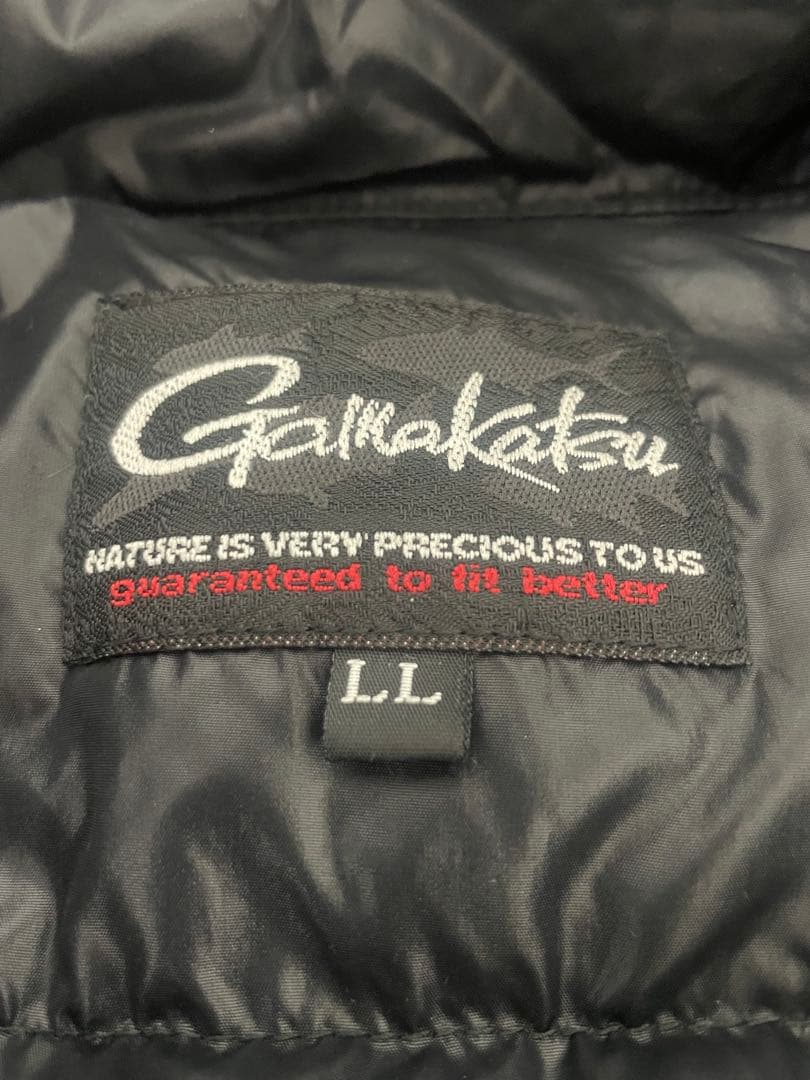 Gamakatsu
NATURE IS VERY PRECIOUS TO US
guaranteed to fit better
LL